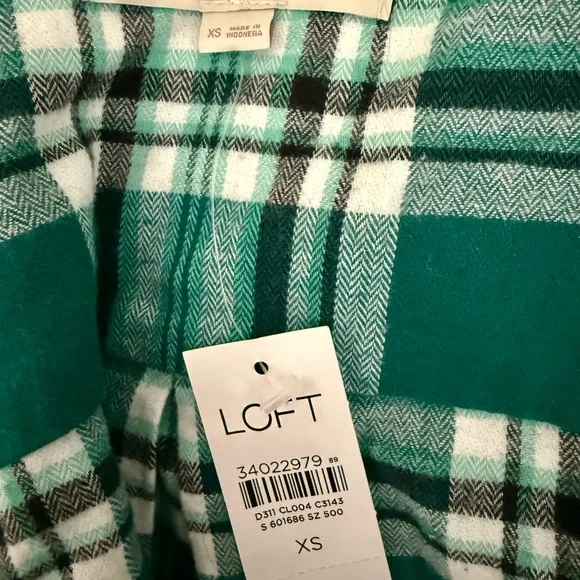 XS MADE IN INDONESIA
LOFT
34022979 89
D311 CL004 C3143
S 601686 SZ 500
XS